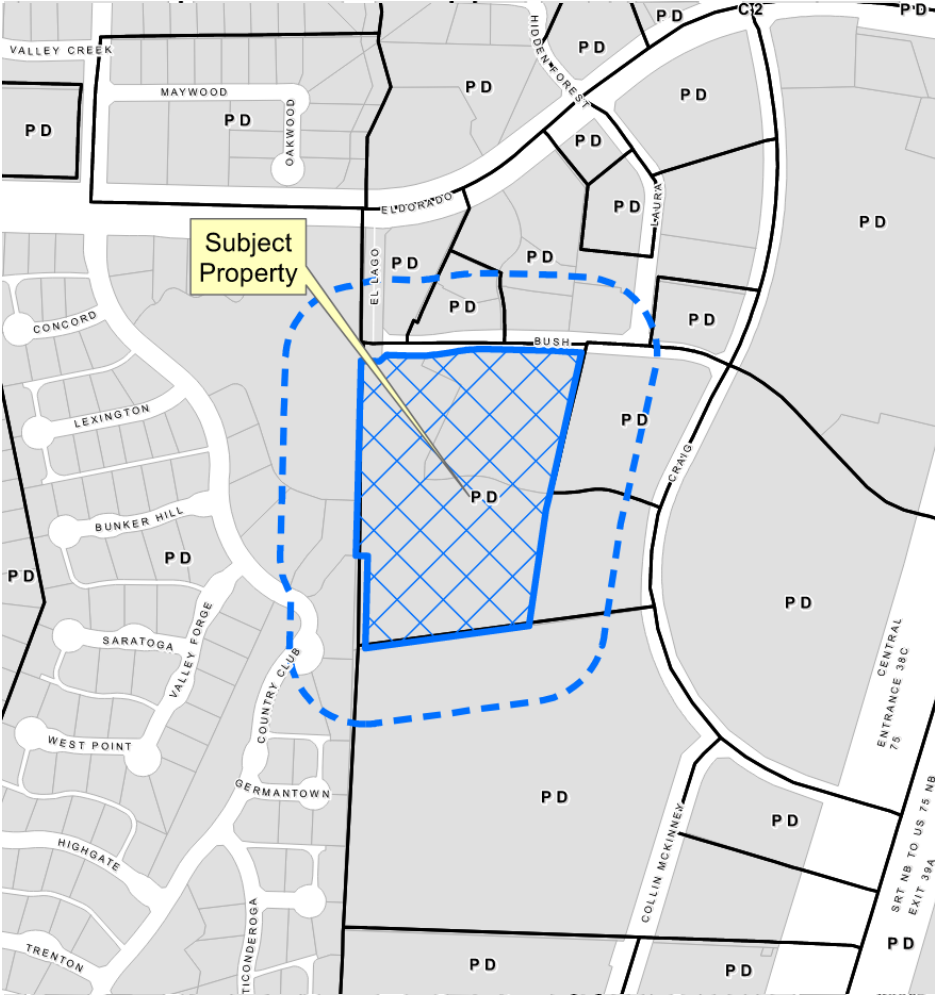 C2
PD
PD
HIDDEN FOREST
PD
VALLEY CREEK
PD
MAYWOOD
PD
PD
OAKWOOD
PD
PD
ELDORADO
PD
LAURA
PD
Subject
Property
EL LAGO
PD
PD
PD
CONCORD
PD
BUSH
LEXINGTON
PD
CRAIG
PD
BUNKER HILL
PD
PD
PD
SARATOGA
VALLEY FORGE
COUNTRY CLUB
CENTRAL
ENTRANCE 38C
75
WEST POINT
GERMANTOWN
PD
PD
HIGHGATE
COLLIN MCKINNEY
SRT NB TO US 75 NB
EXIT 39A
TICONDEROGA
TRENTON
PD
PD
PD